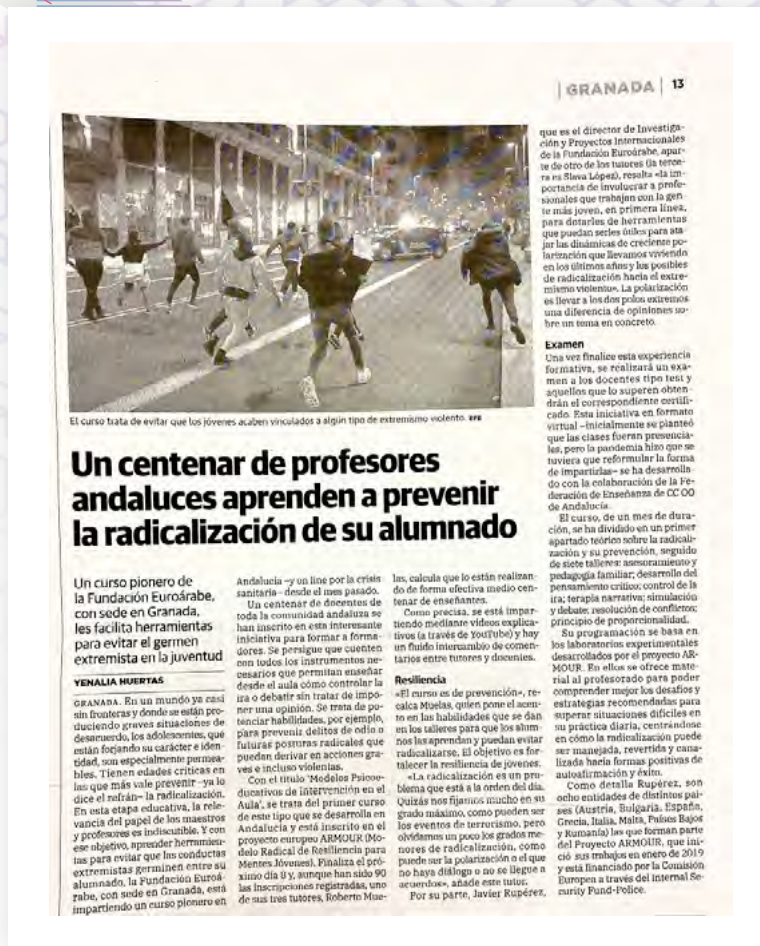 | GRANADA | 13
El curso trata de evitar que los jóvenes acaben vinculados a algún tipo de extremismo violento. EFE
Un centenar de profesores
andaluces aprenden a prevenir
la radicalización de su alumnado
Un curso pionero de
la Fundación Euroárabe,
con sede en Granada,
les facilita herramientas
para evitar el germen
extremista en la juventud
YENALIA HUERTAS
GRANADA. En un mundo ya casi
sin fronteras y donde se están pro-
duciendo graves situaciones de
desacuerdo, los adolescentes, que
están forjando su carácter e iden-
tidad, son especialmente permea-
bles. Tienen edades críticas en
las que más vale prevenir –ya lo
dice el refrán– la radicalización.
En esta etapa educativa, la rele-
vancia del papel de los maestros
y profesores es indiscutible. Y con
ese objetivo, aprender herramien-
tas para evitar que las conductas
extremistas germinen entre su
alumnado, la Fundación Euroá-
rabe, con sede en Granada, está
impartiendo un curso pionero en
Andalucía –y on line por la crisis
sanitaria– desde el mes pasado.
Un centenar de docentes de
toda la comunidad andaluza se
han inscrito en esta interesante
iniciativa para formar a forma-
dores. Se persigue que cuenten
con todos los instrumentos ne-
cesarios que permitan enseñar
desde el aula cómo controlar la
ira o debatir sin tratar de impo-
ner una opinión. Se trata de po-
tenciar habilidades, por ejemplo,
para prevenir delitos de odio o
futuras posturas radicales que
puedan derivar en acciones gra-
ves e incluso violentas.
Con el título 'Modelos Psicoe-
ducativos de Intervención en el
Aula', se trata del primer curso
de este tipo que se desarrolla en
Andalucía y está inscrito en el
proyecto europeo ARMOUR (Mo-
delo Radical de Resiliencia para
Mentes Jóvenes). Finaliza el pró-
ximo día 8 y, aunque han sido 90
las inscripciones registradas, uno
de sus tres tutores, Roberto Mue-
las, calcula que lo están realizan-
do de forma efectiva medio cen-
tenar de enseñantes.
Como precisa, se está impar-
tiendo mediante vídeos explica-
tivos (a través de YouTube) y hay
un fluido intercambio de comen-
tarios entre tutores y docentes.
Resiliencia
«El curso es de prevención», re-
calca Muelas, quien pone el acen-
to en las habilidades que se dan
en los talleres para que los alum-
nos las aprendan y puedan evitar
radicalizarse. El objetivo es for-
talecer la resiliencia de jóvenes.
«La radicalización es un pro-
blema que está a la orden del día.
Quizás nos fijamos mucho en su
grado máximo, como pueden ser
los eventos de terrorismo, pero
olvidamos un poco los grados me-
nores de radicalización, como
puede ser la polarización o el que
no haya diálogo o no se llegue a
acuerdos», añade este tutor.
Por su parte, Javier Rupérez,
que es el director de Investiga-
ción y Proyectos Internacionales
de la Fundación Euroárabe, apar-
te de otro de los tutores (la terce-
ra es Slava López), resalta «la im-
portancia de involucrar a profe-
sionales que trabajan con la gen-
te más joven, en primera línea,
para dotarles de herramientas
que puedan serles útiles para ata-
jar las dinámicas de creciente po-
larización que llevamos viviendo
en los últimos años y los posibles
de radicalización hacia el extre-
mismo violento». La polarización
es llevar a los dos polos extremos
una diferencia de opiniones so-
bre un tema en concreto.
Examen
Una vez finalice esta experiencia
formativa, se realizará un exa-
men a los docentes tipo test y
aquellos que lo superen obten-
drán el correspondiente certifi-
cado. Esta iniciativa en formato
virtual –inicialmente se planteó
que las clases fueran presencia-
les, pero la pandemia hizo que se
tuviera que reformular la forma
de impartirlas– se ha desarrolla-
do con la colaboración de la Fe-
deración de Enseñanza de CC OO
de Andalucía.
El curso, de un mes de dura-
ción, se ha dividido en un primer
apartado teórico sobre la radicali-
zación y su prevención, seguido
de siete talleres: asesoramiento y
pedagogía familiar; desarrollo del
pensamiento crítico; control de la
ira; terapia narrativa; simulación
y debate; resolución de conflictos;
principio de proporcionalidad.
Su programación se basa en
los laboratorios experimentales
desarrollados por el proyecto AR-
MOUR. En ellos se ofrece mate-
rial al profesorado para poder
comprender mejor los desafíos y
estrategias recomendadas para
superar situaciones difíciles en
su práctica diaria, centrándose
en cómo la radicalización puede
ser manejada, revertida y cana-
lizada hacia formas positivas de
autoafirmación y éxito.
Como detalla Rupérez, son
ocho entidades de distintos paí-
ses (Austria, Bulgaria, España,
Grecia, Italia, Malta, Países Bajos
y Rumanía) las que forman parte
del Proyecto ARMOUR, que ini-
ció sus trabajos en enero de 2019
y está financiado por la Comisión
Europea a través del Internal Se-
curity Fund-Police.